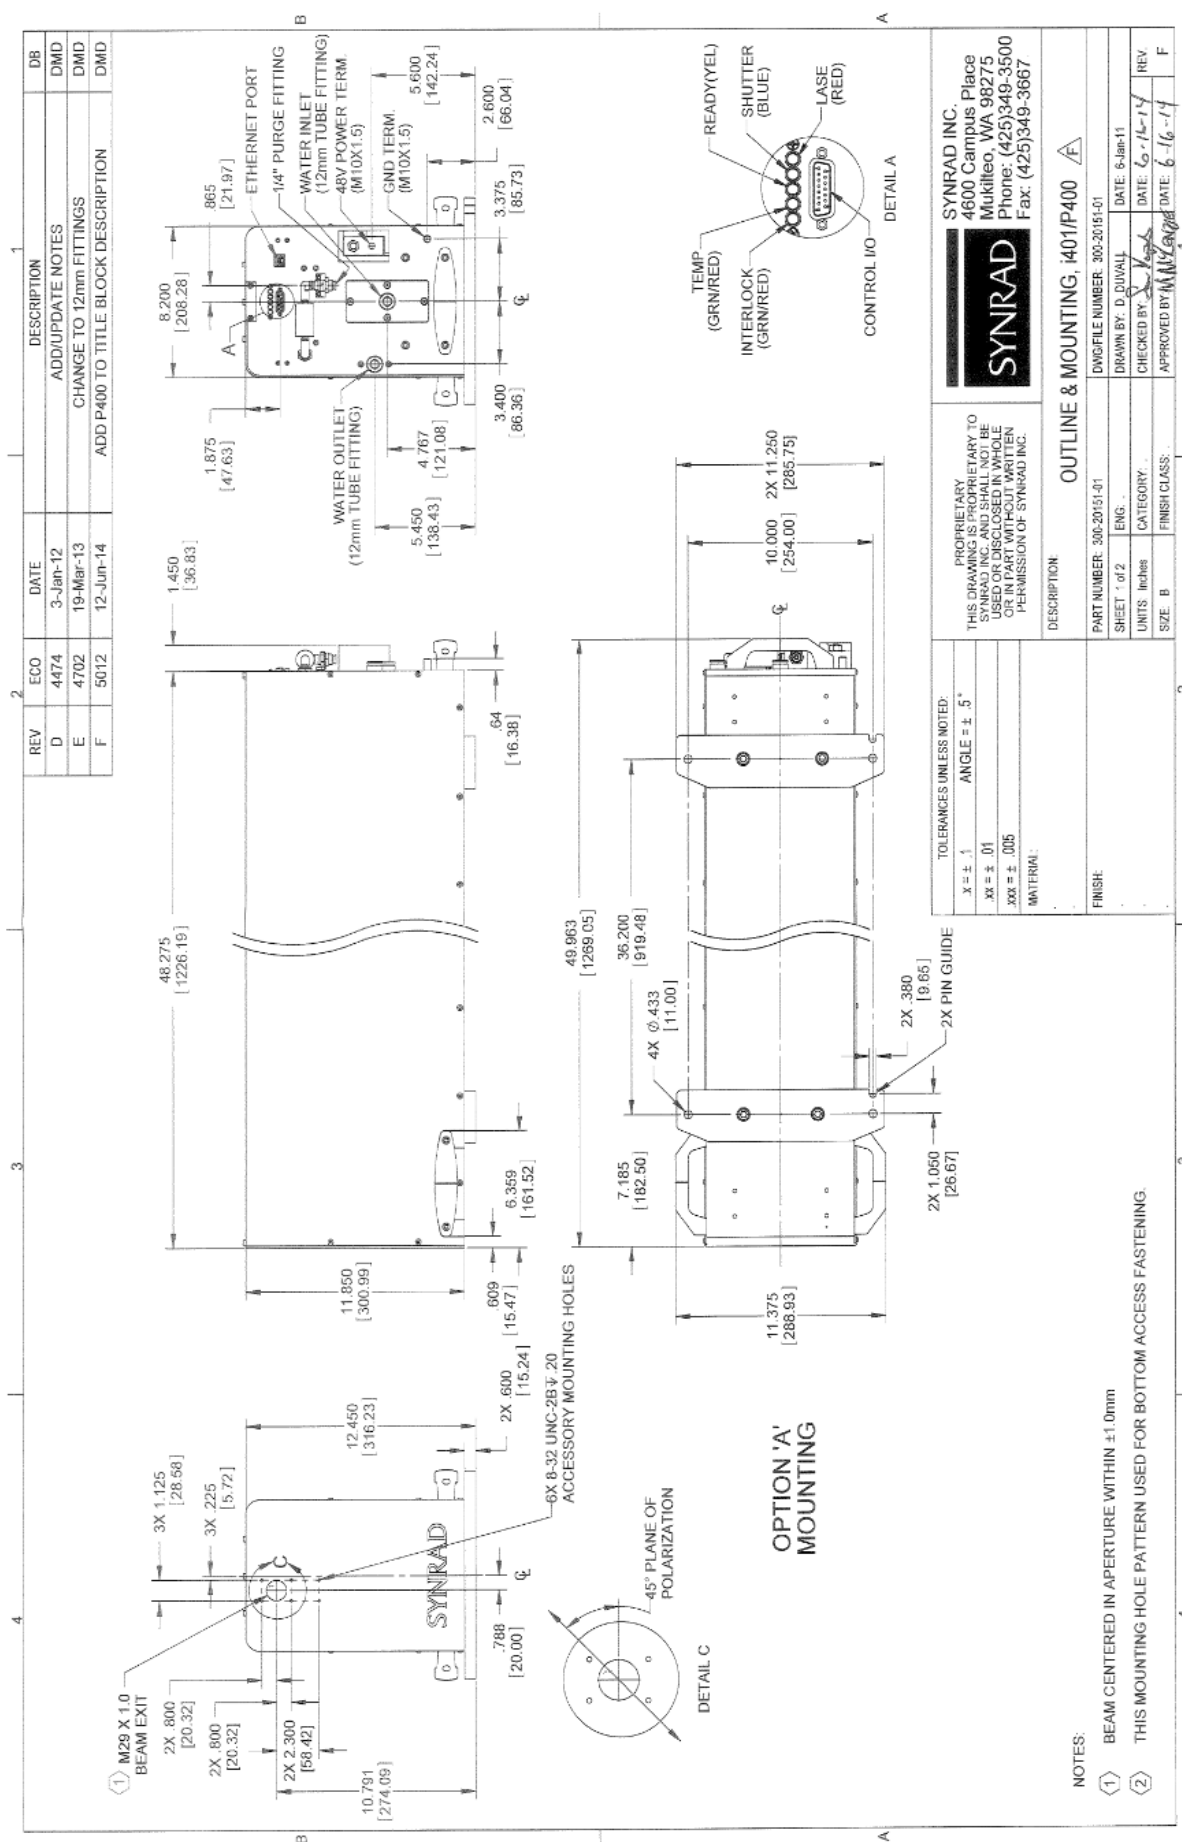 REV ECO DATE DESCRIPTION DB
D 4474 3-Jan-12 ADD/UPDATE NOTES DMD
E 4702 19-Mar-13 CHANGE TO 12mm FITTINGS DMD
F 5012 12-Jun-14 ADD P400 TO TITLE BLOCK DESCRIPTION DMD
4
3
2
1
B
B
A
A
1
M29 X 1.0
BEAM EXIT
3X 1.125
[28.58]
3X .225
[5.72]
2X .800
[20.32]
2X .800
[20.32]
2X 2.300
[58.42]
10.791
[274.09]
C
SYNRAD
12.450
[316.23]
2X .600
[15.24]
.788
[20.00]
6X 8-32 UNC-2B↧.20
ACCESSORY MOUNTING HOLES
45° PLANE OF
POLARIZATION
DETAIL C
48.275
[1226.19]
1.450
[36.83]
11.850
[300.99]
.609
[15.47]
6.359
[161.52]
.64
[16.38]
1.875
[47.63]
8.200
[208.28]
.865
[21.97]
A
ETHERNET PORT
1/4" PURGE FITTING
WATER INLET
(12mm TUBE FITTING)
48V POWER TERM.
(M10X1.5)
GND TERM.
(M10X1.5)
WATER OUTLET
(12mm TUBE FITTING)
5.450
[138.43]
4.767
[121.08]
3.400
[86.36]
3.375
[85.73]
5.600
[142.24]
2.600
[66.04]
OPTION 'A'
MOUNTING
49.963
[1269.05]
36.200
[919.48]
7.185
[182.50]
4X ∅.433
[11.00]
11.375
[288.93]
10.000
[254.00]
2X 11.250
[285.75]
2X 1.050
[26.67]
2X .380
[9.65]
2X PIN GUIDE
TEMP
(GRN/RED)
INTERLOCK
(GRN/RED)
READY(YEL)
SHUTTER
(BLUE)
LASE
(RED)
CONTROL I/O
DETAIL A
NOTES:
1 BEAM CENTERED IN APERTURE WITHIN ±1.0mm
2 THIS MOUNTING HOLE PATTERN USED FOR BOTTOM ACCESS FASTENING.
TOLERANCES UNLESS NOTED:
.x = ± .1 ANGLE = ± .5°
.xx = ± .01
.xxx = ± .005
MATERIAL:
FINISH:
PROPRIETARY
THIS DRAWING IS PROPRIETARY TO
SYNRAD INC. AND SHALL NOT BE
USED OR DISCLOSED IN WHOLE
OR IN PART WITHOUT WRITTEN
PERMISSION OF SYNRAD INC.
SYNRAD
SYNRAD INC.
4600 Campus Place
Mukilteo, WA 98275
Phone: (425)349-3500
Fax: (425)349-3667
DESCRIPTION:
OUTLINE & MOUNTING, i401/P400 F
PART NUMBER: 300-20151-01 DWG/FILE NUMBER: 300-20151-01
SHEET 1 of 2 ENG: . DRAWN BY: D. DUVALL DATE: 6-Jan-11
UNITS: Inches CATEGORY: . CHECKED BY: DATE: 6-16-14 REV.
SIZE: B FINISH CLASS: . APPROVED BY: DATE: 6-16-14 F